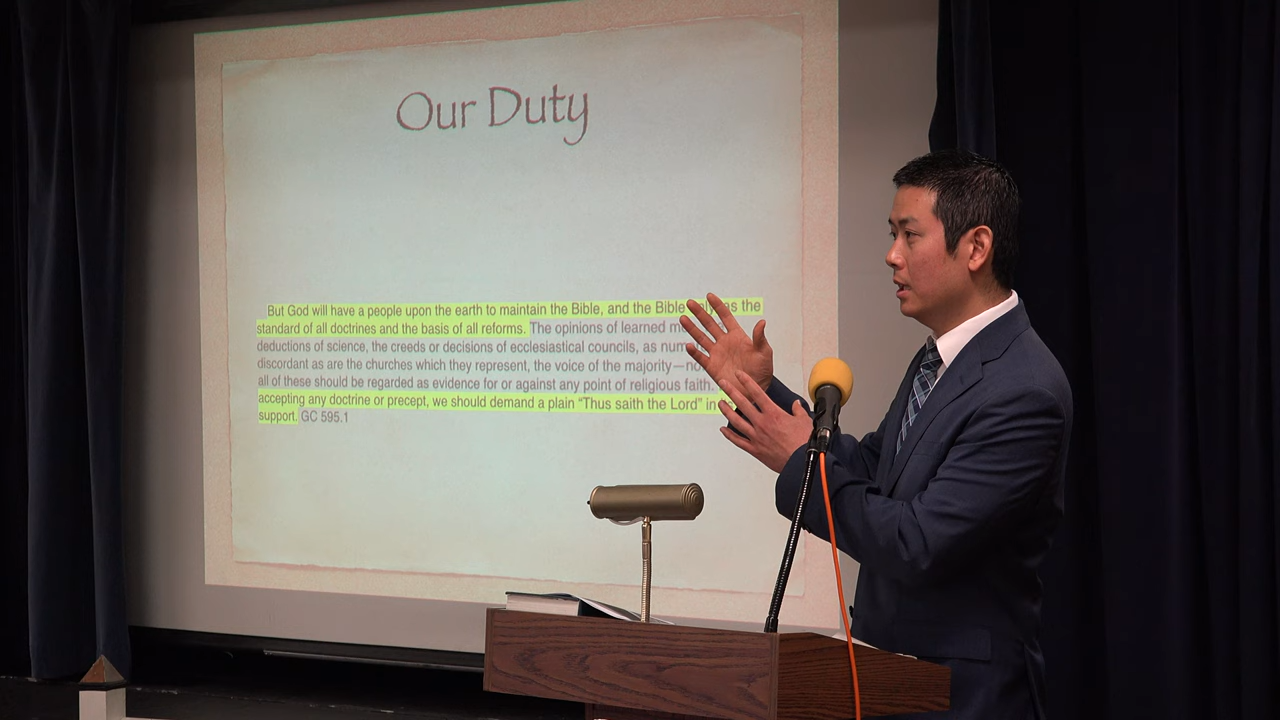 Our Duty
But God will have a people upon the earth to maintain the Bible, and the Bible only, as the
standard of all doctrines and the basis of all reforms. The opinions of learned
deductions of science, the creeds or decisions of ecclesiastical councils, as
discordant as are the churches which they represent, the voice of the majority—
all of these should be regarded as evidence for or against any point of religious faith.
accepting any doctrine or precept, we should demand a plain “Thus saith the Lord” in
support. GC 595.1